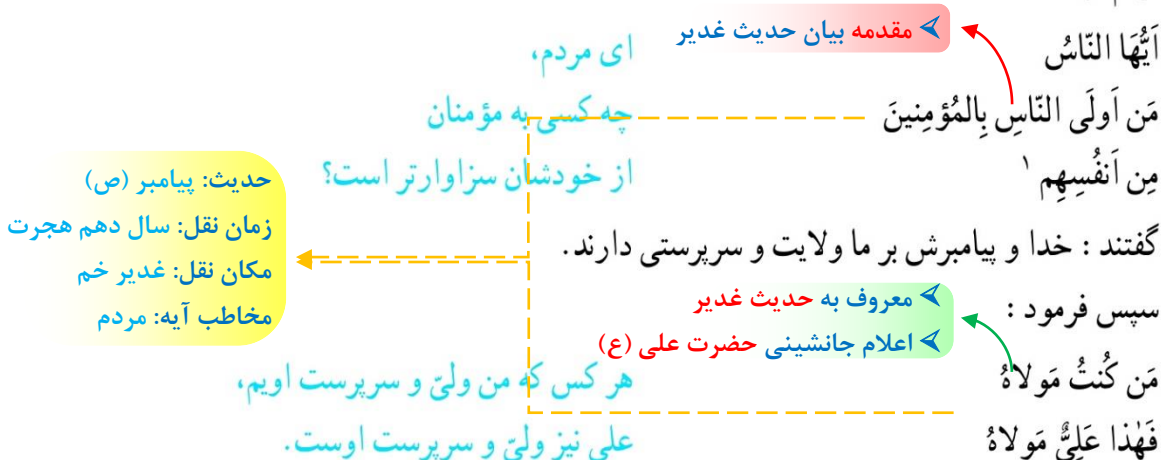 ➢ مقدمه بیان حدیث غدیر
اَیُّهَا النّاسُ
ای مردم،
مَن اَولَی النّاسِ بِالمُؤمِنینَ
چه کسی به مؤمنان
مِن اَنفُسِهِم ۱
از خودشان سزاوارتر است؟
حدیث: پیامبر (ص)
زمان نقل: سال دهم هجرت
مکان نقل: غدیر خم
مخاطب آیه: مردم
گفتند : خدا و پیامبرش بر ما ولایت و سرپرستی دارند.
سپس فرمود :
➢ معروف به حدیث غدیر
➢ اعلام جانشینی حضرت علی (ع)
مَن کُنتُ مَولاهُ
هر کس که من ولیّ و سرپرست اویم،
فَهٰذا عَلِیٌّ مَولاهُ
علی نیز ولیّ و سرپرست اوست.